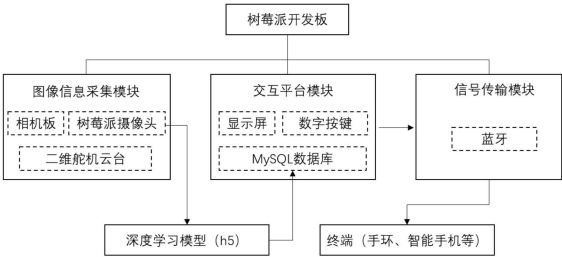 树莓派开发板
图像信息采集模块
相机板
树莓派摄像头
二维舵机云台
交互平台模块
显示屏
数字按键
MySQL数据库
信号传输模块
蓝牙
深度学习模型（h5）
终端（手环、智能手机等）